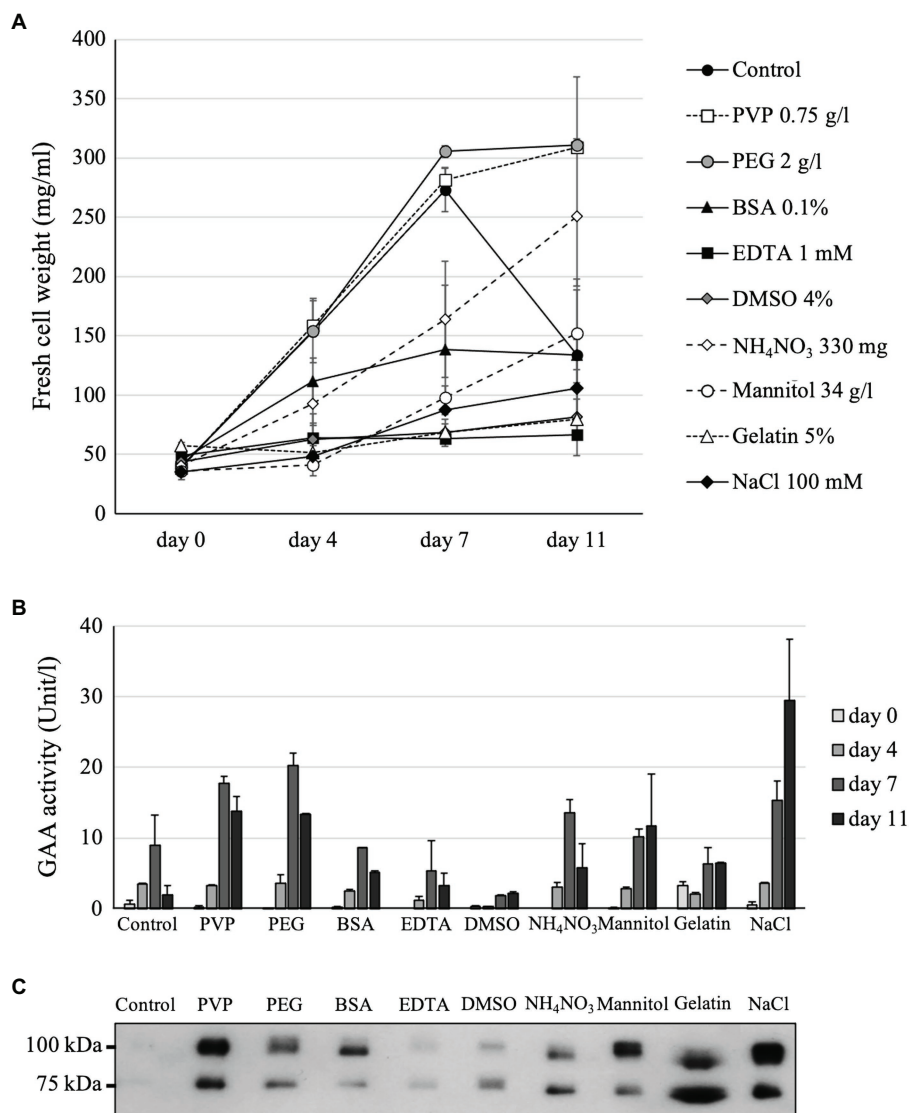 A
400
350
300
250
200
150
100
50
0
Fresh cell weight (mg/ml)
day 0 day 4 day 7 day 11
Control
PVP 0.75 g/l
PEG 2 g/l
BSA 0.1%
EDTA 1 mM
DMSO 4%
NH₄NO₃ 330 mg
Mannitol 34 g/l
Gelatin 5%
NaCl 100 mM
B
40
30
20
10
0
GAA activity (Unit/l)
Control PVP PEG BSA EDTA DMSO NH₄NO₃ Mannitol Gelatin NaCl
day 0
day 4
day 7
day 11
C
Control PVP PEG BSA EDTA DMSO NH₄NO₃ Mannitol Gelatin NaCl
100 kDa
75 kDa